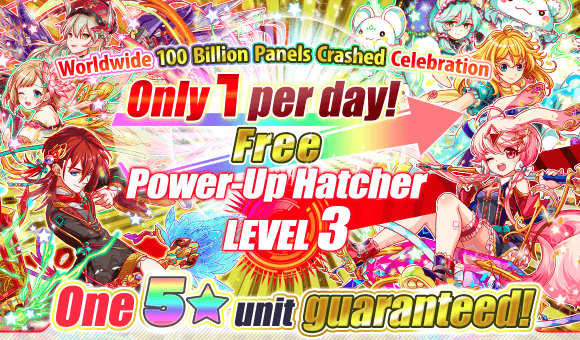 Worldwide 100 Billion Panels Crashed Celebration
Only 1 per day!
Free
Power-Up Hatcher
LEVEL 3
One 5★ unit guaranteed!